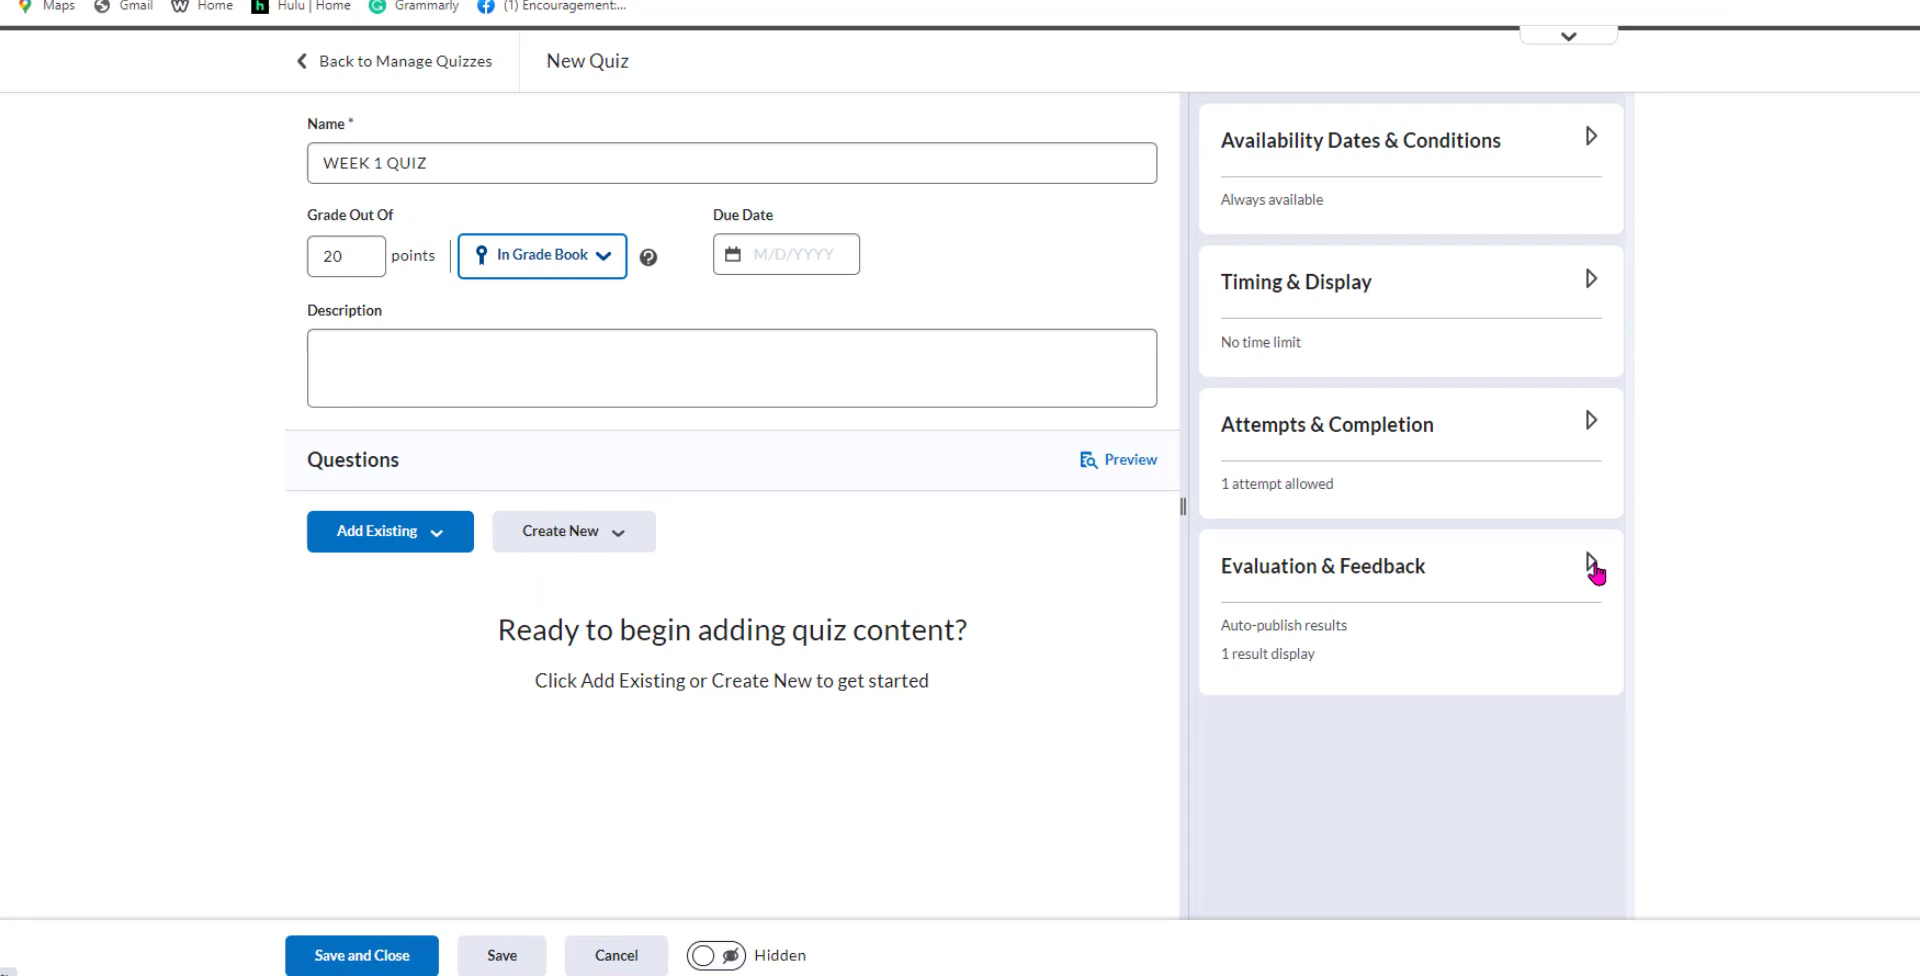 Maps Gmail Home Hulu | Home Grammarly (1) Encouragement:...
Back to Manage Quizzes New Quiz
Name *
WEEK 1 QUIZ
Grade Out Of Due Date
20 points In Grade Book M/D/YYYY
Description
Questions Preview
Add Existing Create New
Ready to begin adding quiz content?
Click Add Existing or Create New to get started
Availability Dates & Conditions
Always available
Timing & Display
No time limit
Attempts & Completion
1 attempt allowed
Evaluation & Feedback
Auto-publish results
1 result display
Save and Close Save Cancel Hidden